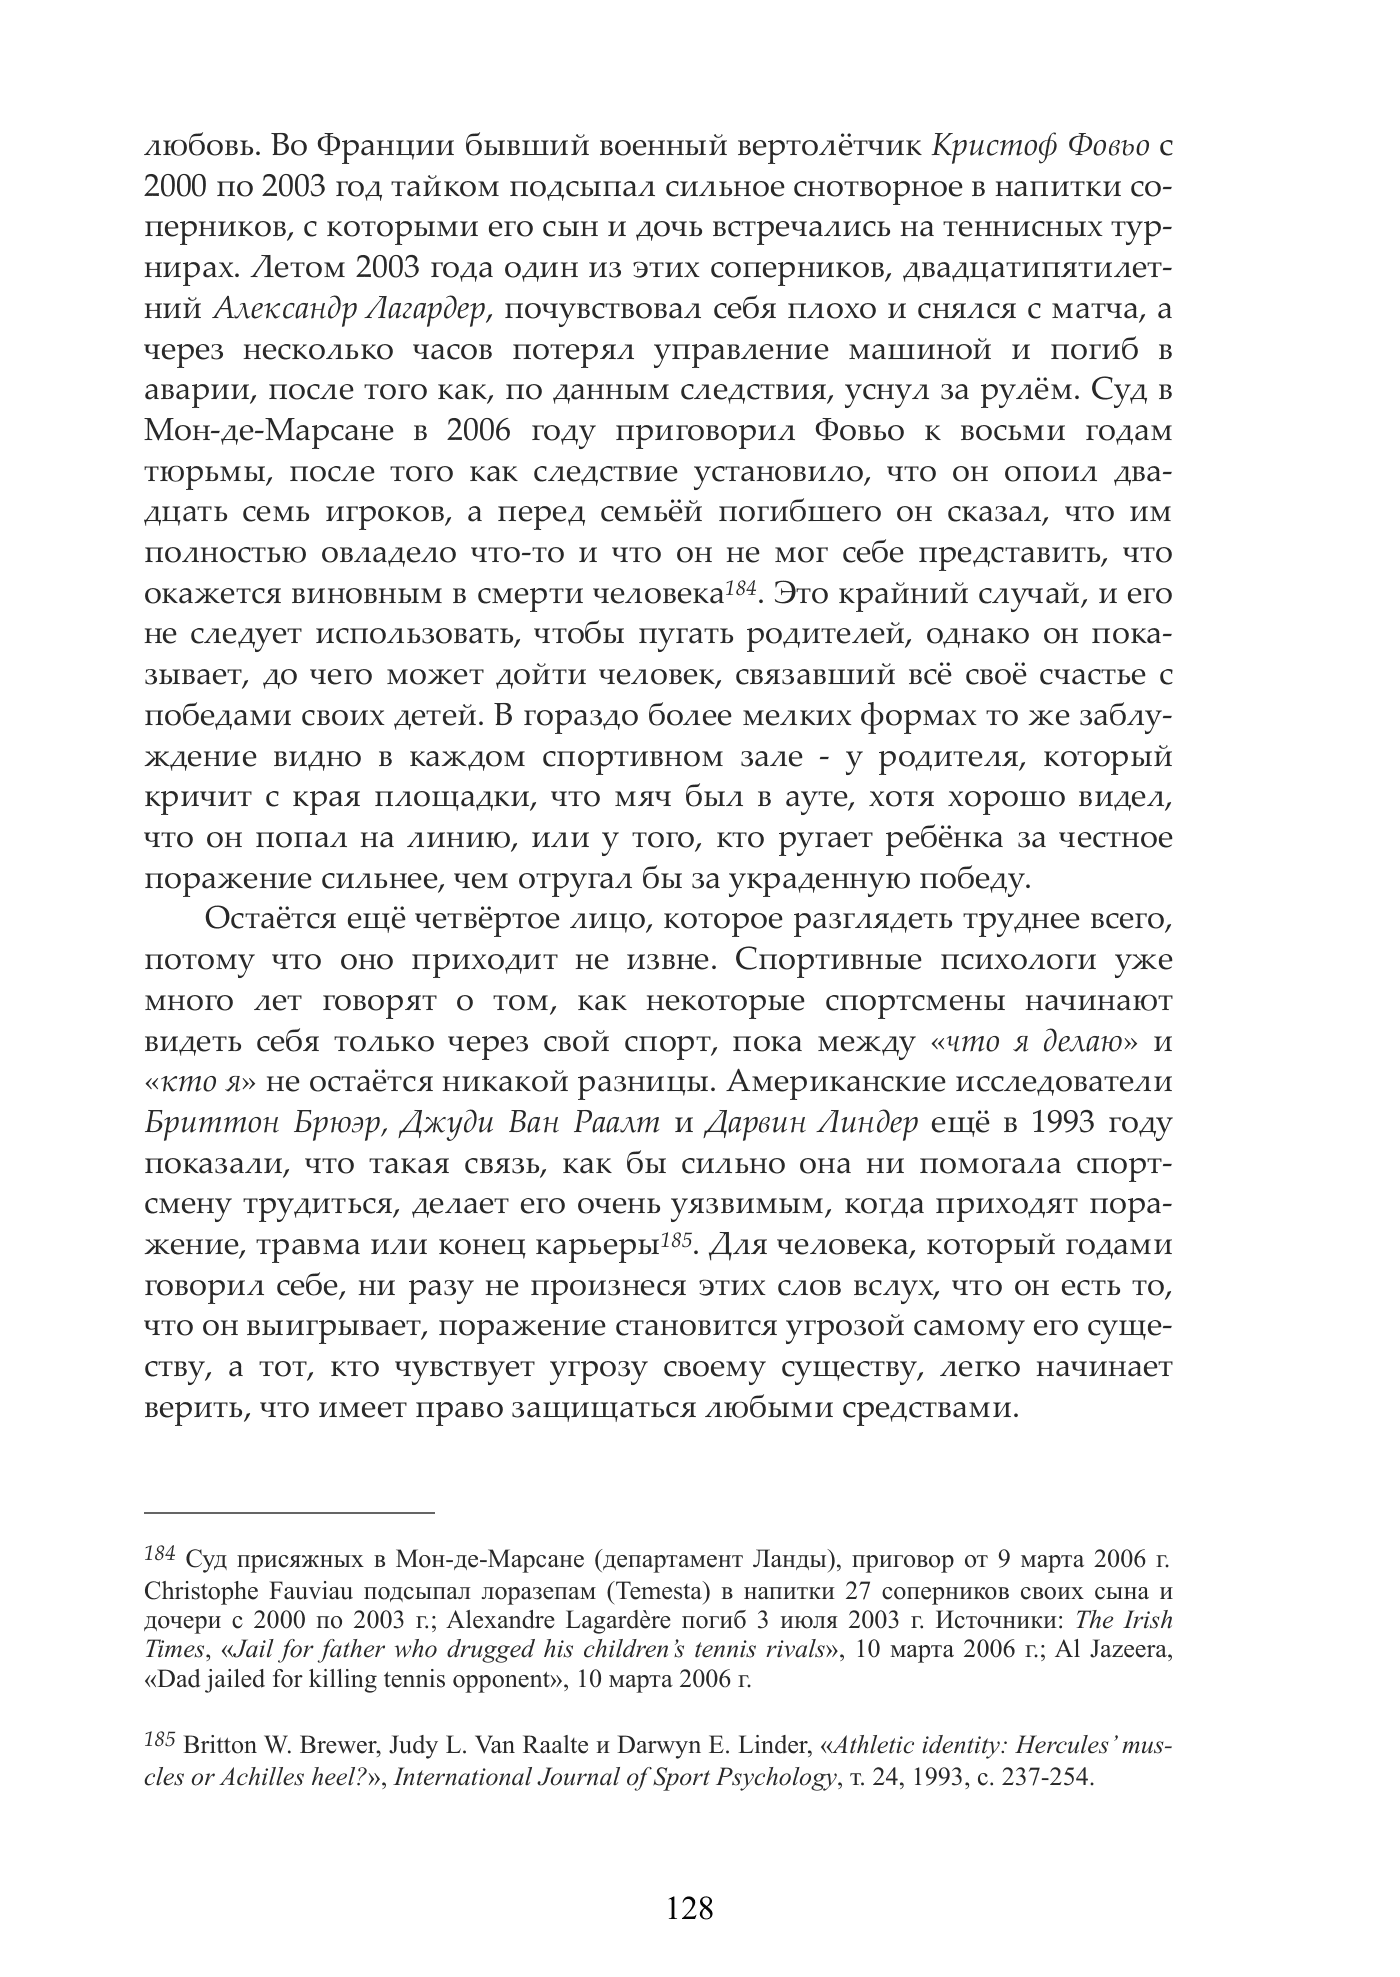 любовь. Во Франции бывший военный вертолётчик Кристоф Фовьо с
2000 по 2003 год тайком подсыпал сильное снотворное в напитки со-
перников, с которыми его сын и дочь встречались на теннисных тур-
нирах. Летом 2003 года один из этих соперников, двадцатипятилет-
ний Александр Лагардер, почувствовал себя плохо и снялся с матча, а
через несколько часов потерял управление машиной и погиб в
аварии, после того как, по данным следствия, уснул за рулём. Суд в
Мон-де-Марсане в 2006 году приговорил Фовьо к восьми годам
тюрьмы, после того как следствие установило, что он опоил два-
дцать семь игроков, а перед семьёй погибшего он сказал, что им
полностью овладело что-то и что он не мог себе представить, что
окажется виновным в смерти человека184. Это крайний случай, и его
не следует использовать, чтобы пугать родителей, однако он пока-
зывает, до чего может дойти человек, связавший всё своё счастье с
победами своих детей. В гораздо более мелких формах то же заблу-
ждение видно в каждом спортивном зале - у родителя, который
кричит с края площадки, что мяч был в ауте, хотя хорошо видел,
что он попал на линию, или у того, кто ругает ребёнка за честное
поражение сильнее, чем отругал бы за украденную победу.
Остаётся ещё четвёртое лицо, которое разглядеть труднее всего,
потому что оно приходит не извне. Спортивные психологи уже
много лет говорят о том, как некоторые спортсмены начинают
видеть себя только через свой спорт, пока между «что я делаю» и
«кто я» не остаётся никакой разницы. Американские исследователи
Бриттон Брюэр, Джуди Ван Раалт и Дарвин Линдер ещё в 1993 году
показали, что такая связь, как бы сильно она ни помогала спорт-
смену трудиться, делает его очень уязвимым, когда приходят пора-
жение, травма или конец карьеры185. Для человека, который годами
говорил себе, ни разу не произнеся этих слов вслух, что он есть то,
что он выигрывает, поражение становится угрозой самому его суще-
ству, а тот, кто чувствует угрозу своему существу, легко начинает
верить, что имеет право защищаться любыми средствами.
184 Суд присяжных в Мон-де-Марсане (департамент Ланды), приговор от 9 марта 2006 г.
Christophe Fauviau подсыпал лоразепам (Temesta) в напитки 27 соперников своих сына и
дочери с 2000 по 2003 г.; Alexandre Lagardère погиб 3 июля 2003 г. Источники: The Irish
Times, «Jail for father who drugged his children’s tennis rivals», 10 марта 2006 г.; Al Jazeera,
«Dad jailed for killing tennis opponent», 10 марта 2006 г.
185 Britton W. Brewer, Judy L. Van Raalte и Darwyn E. Linder, «Athletic identity: Hercules’ mus-
cles or Achilles heel?», International Journal of Sport Psychology, т. 24, 1993, с. 237-254.
128